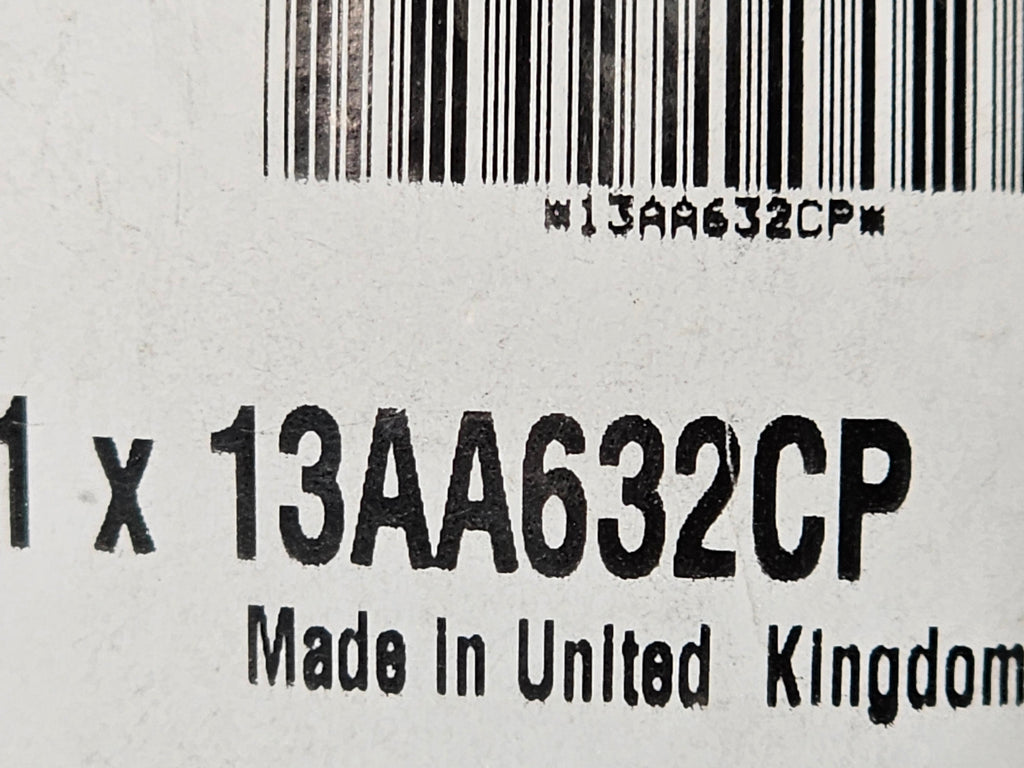 *13AA632CP*
1 x 13AA632CP
Made in United Kingdom